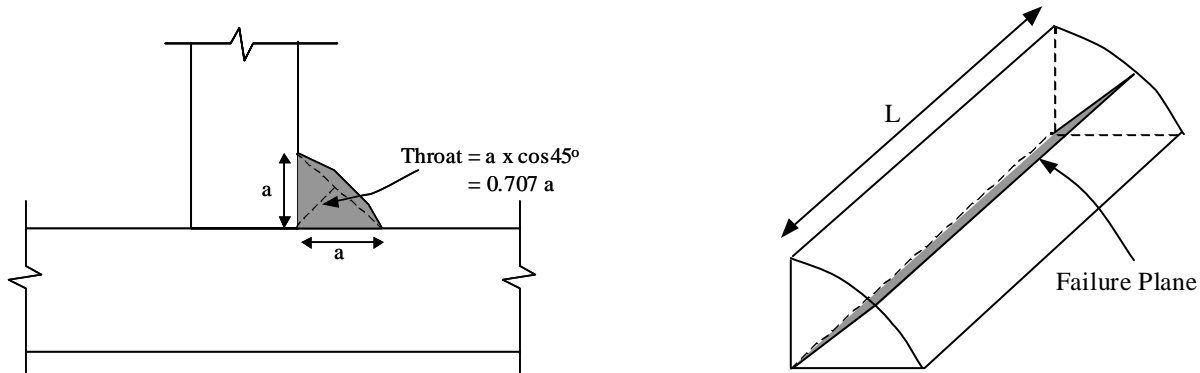 Throat = a x cos45º
= 0.707 a
a
a
L
Failure Plane